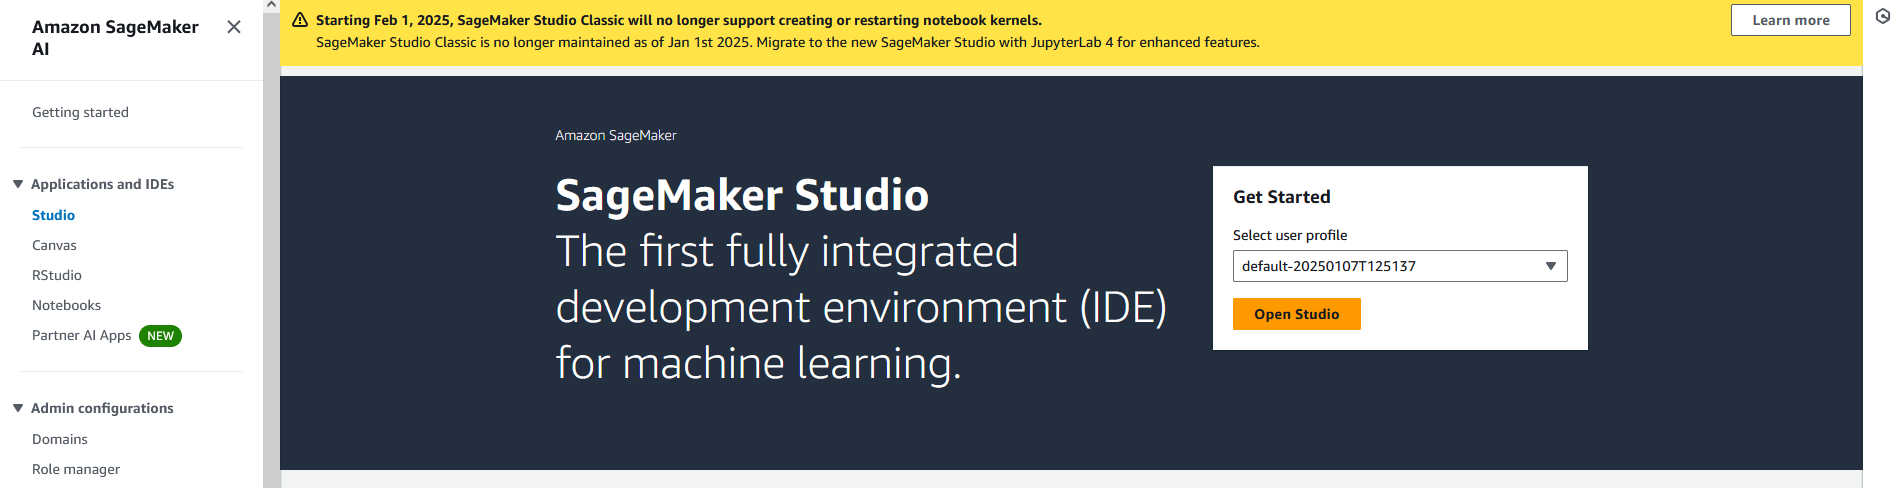 Amazon SageMaker
AI
Getting started
Applications and IDEs
Studio
Canvas
RStudio
Notebooks
Partner AI Apps NEW
Admin configurations
Domains
Role manager
Starting Feb 1, 2025, SageMaker Studio Classic will no longer support creating or restarting notebook kernels.
SageMaker Studio Classic is no longer maintained as of Jan 1st 2025. Migrate to the new SageMaker Studio with JupyterLab 4 for enhanced features.
Learn more
Amazon SageMaker
SageMaker Studio
The first fully integrated
development environment (IDE)
for machine learning.
Get Started
Select user profile
default-20250107T125137
Open Studio